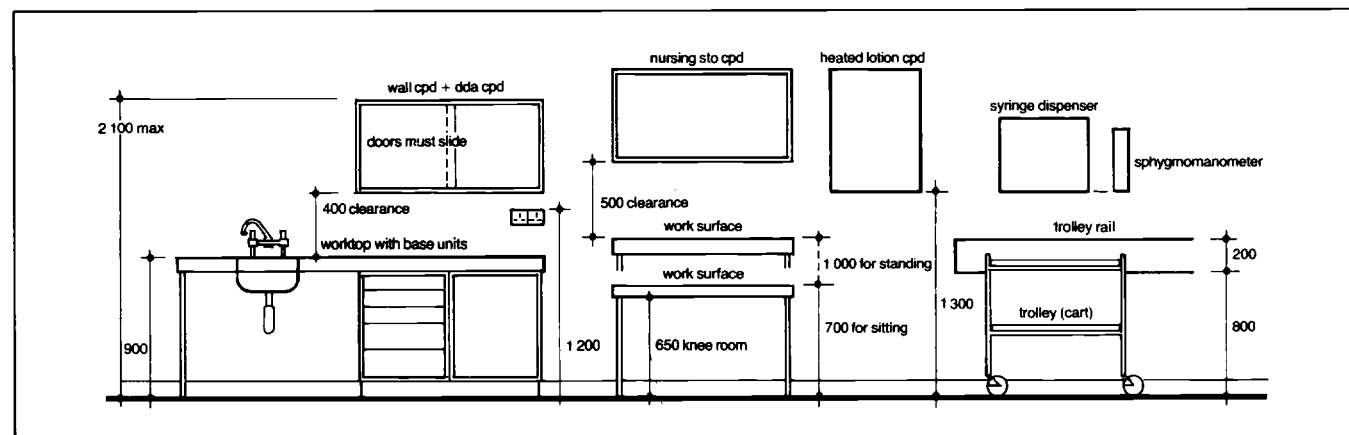 nursing sto cpd
heated lotion cpd
wall cpd + dda cpd
syringe dispenser
2 100 max
doors must slide
sphygmomanometer
400 clearance
500 clearance
worktop with base units
work surface
trolley rail
1 000 for standing
200
work surface
1 300
trolley (cart)
700 for sitting
800
900
1 200
650 knee room